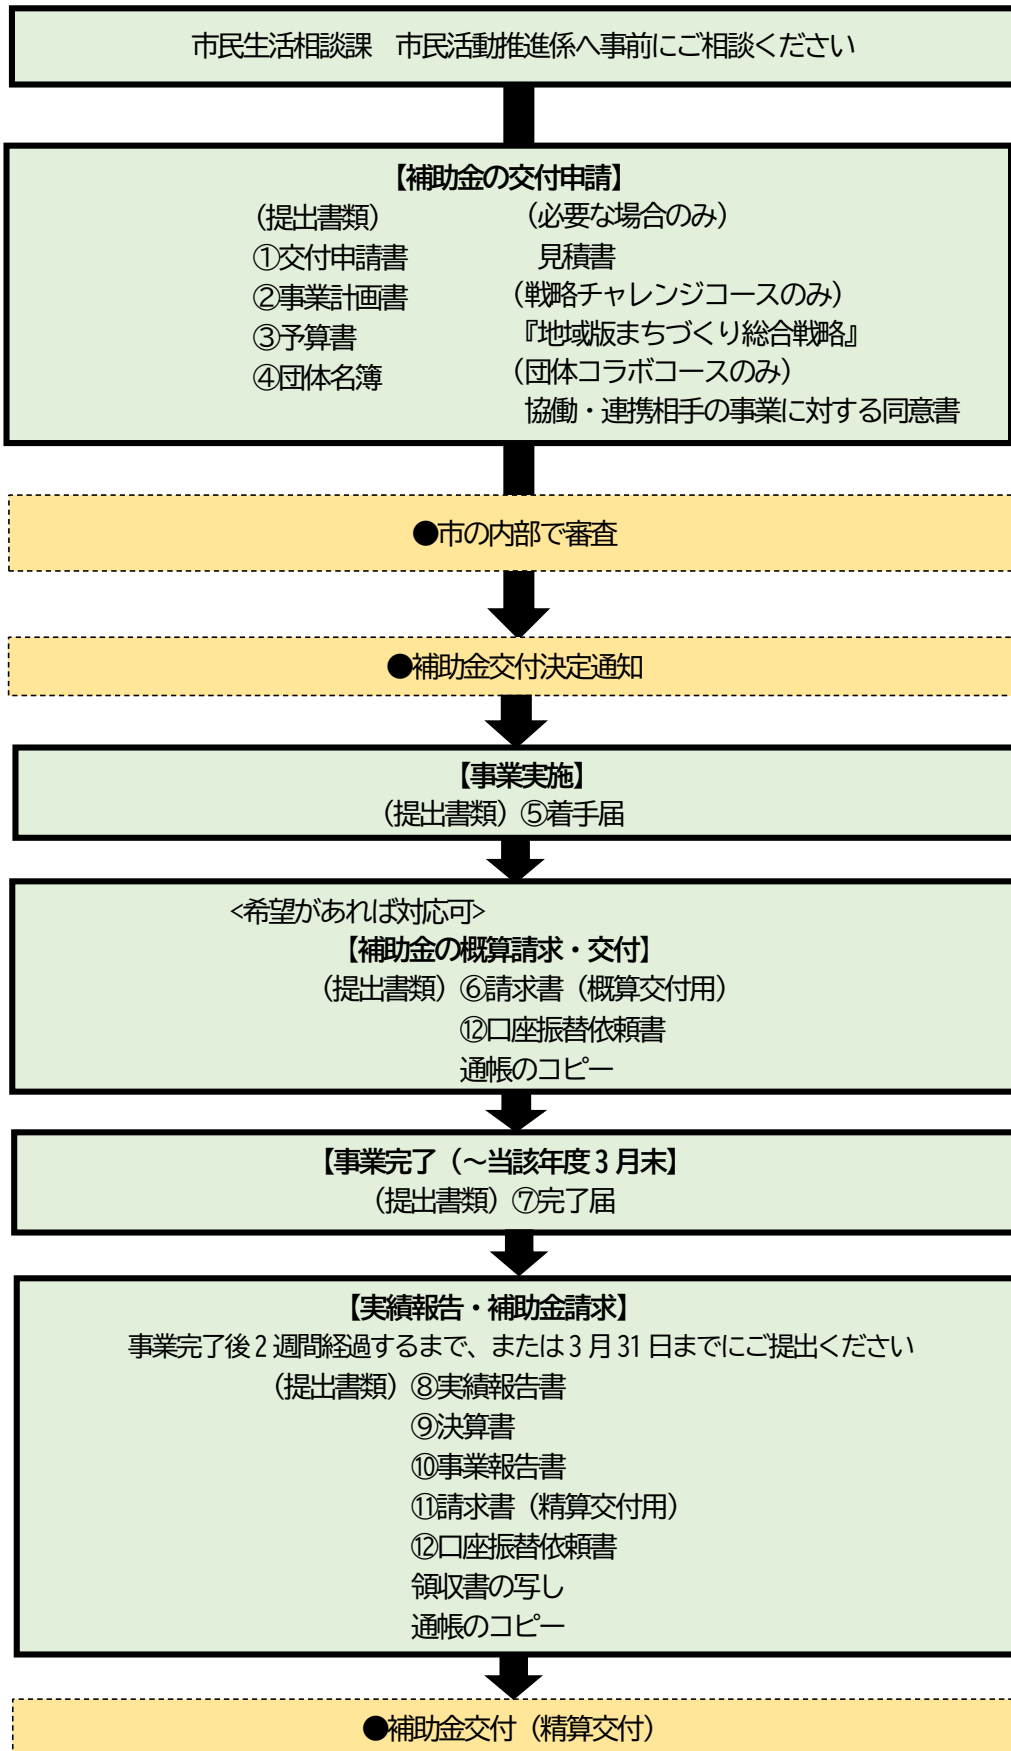 市民生活相談課　市民活動推進係へ事前にご相談ください
【補助金の交付申請】
（提出書類）
①交付申請書
②事業計画書
③予算書
④団体名簿
（必要な場合のみ）
見積書
（戦略チャレンジコースのみ）
『地域版まちづくり総合戦略』
（団体コラボコースのみ）
協働・連携相手の事業に対する同意書
●市の内部で審査
●補助金交付決定通知
【事業実施】
（提出書類）⑤着手届
<希望があれば対応可>
【補助金の概算請求・交付】
（提出書類）⑥請求書（概算交付用）
⑫口座振替依頼書
通帳のコピー
【事業完了（～当該年度3月末】
（提出書類）⑦完了届
【実績報告・補助金請求】
事業完了後2週間経過するまで、または3月31日までにご提出ください
（提出書類）⑧実績報告書
⑨決算書
⑩事業報告書
⑪請求書（精算交付用）
⑫口座振替依頼書
領収書の写し
通帳のコピー
●補助金交付（精算交付）